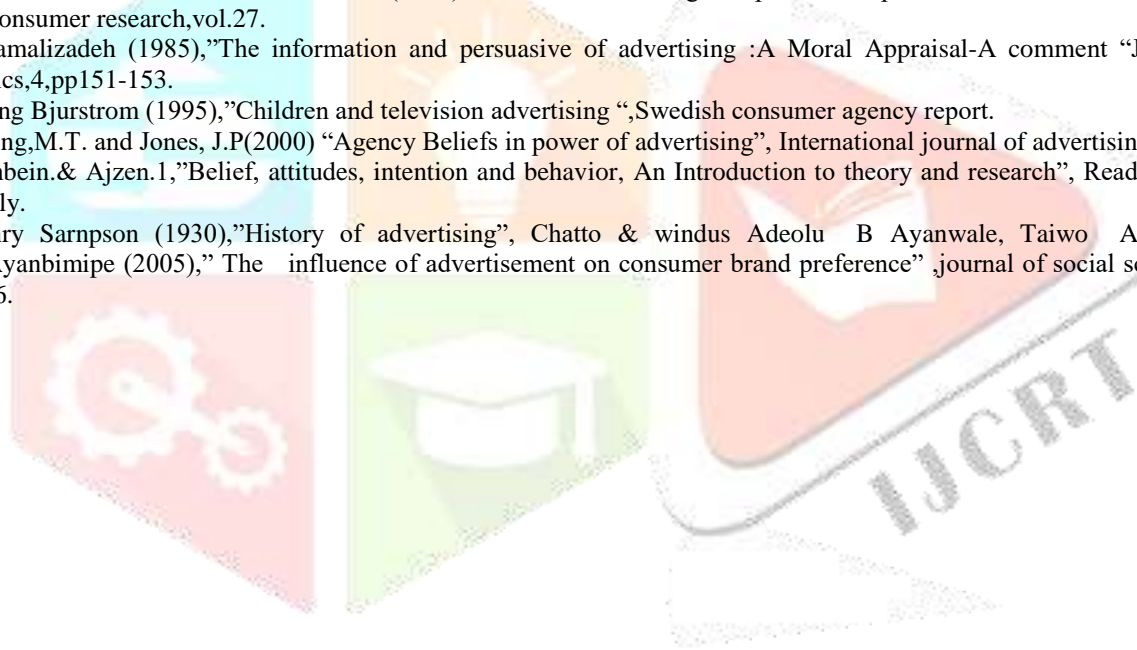 onsumer research,vol.27.
amalizadeh (1985),”The information and persuasive of advertising :A Moral Appraisal-A comment “J
ics,4,pp151-153.
ng Bjurstrom (1995),”Children and television advertising “,Swedish consumer agency report.
ng,M.T. and Jones, J.P(2000) “Agency Beliefs in power of advertising”, International journal of advertisin
bein.& Ajzen.1,”Belief, attitudes, intention and behavior, An Introduction to theory and research”, Read
ly.
ry Sarnpson (1930),”History of advertising”, Chatto & windus Adeolu B Ayanwale, Taiwo A
Ayanbimipe (2005),” The influence of advertisement on consumer brand preference” ,journal of social s
6.
IJCRT